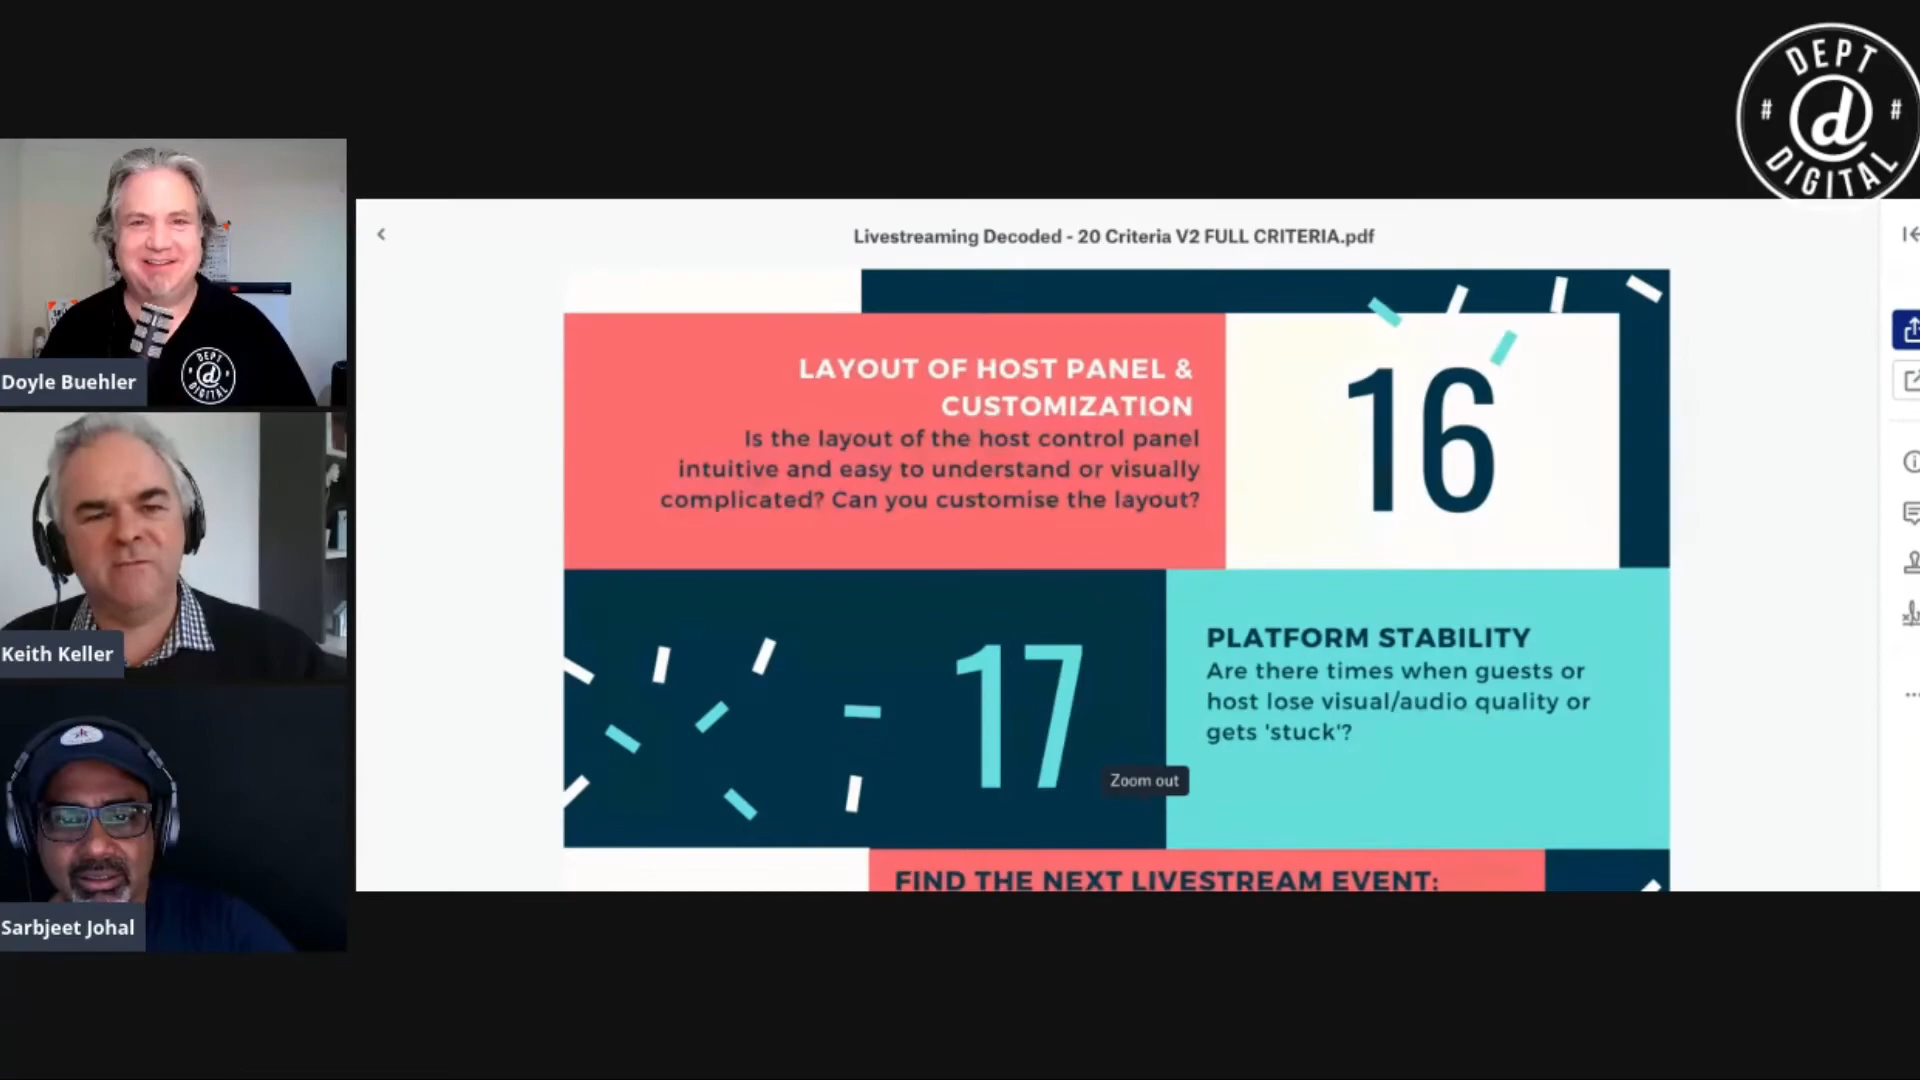 DEPT
# d #
DIGITAL
Doyle Buehler
DEPT
d
DIGITAL
Keith Keller
Sarbjeet Johal
Livestreaming Decoded - 20 Criteria V2 FULL CRITERIA.pdf
LAYOUT OF HOST PANEL &
CUSTOMIZATION
Is the layout of the host control panel
intuitive and easy to understand or visually
complicated? Can you customise the layout?
16
17
PLATFORM STABILITY
Are there times when guests or
host lose visual/audio quality or
gets 'stuck'?
Zoom out
FIND THE NEXT LIVESTREAM EVENT: